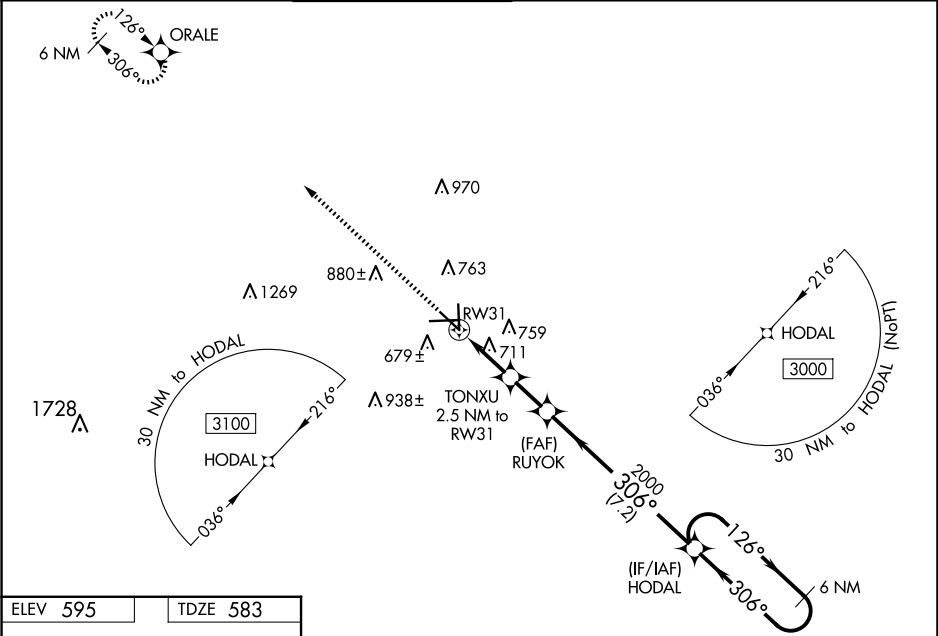 126°
ORALE
6 NM
306°
970
880±
763
1269
RW31
759
679±
711
216°
HODAL
3000
036°
30 NM to HODAL (NoPT)
30 NM to HODAL
216°
3100
HODAL
036°
1728
938±
TONXU
2.5 NM to
RW31
(FAF)
RUYOK
2000
306°
(7.2)
126°
(IF/IAF)
HODAL
306°
6 NM
ELEV 595
TDZE 583